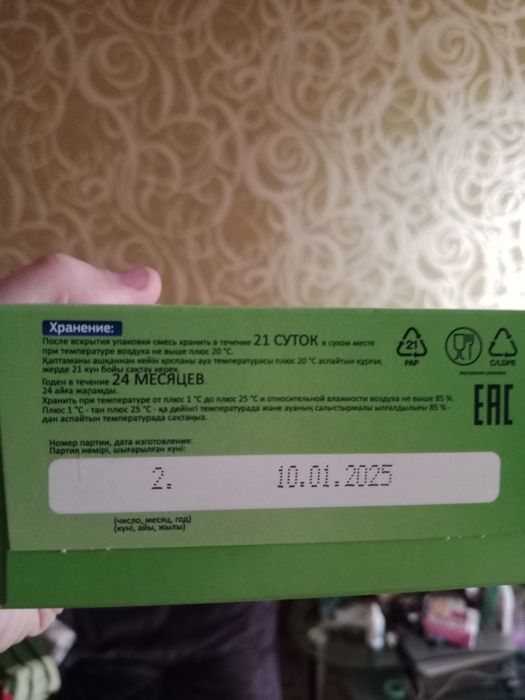 Хранение:
После вскрытия упаковки смесь хранить в течение 21 СУТОК в сухом месте
при температуре воздуха не выше плюс 20 °С.
Қаптаманы ашқаннан кейін қоспаны ауа температурасы плюс 20 °С аспайтын құрғақ
жерде 21 күн бойы сақтау керек.
Годен в течение 24 МЕСЯЦЕВ.
24 айға жарамды.
Хранить при температуре от плюс 1 °С до плюс 25 °С и относительной влажности воздуха не выше 85 %.
Плюс 1 °С - тан плюс 25 °С - қа дейінгі температурада және ауаның салыстырмалы ылғалдылығы 85 % -
дан аспайтын температурада сақтаңыз.
21
PAP
внутренняя упаковка
C/LDPE
EAC
Номер партии, дата изготовления:
Партия нөмірі, шығарылған күні:
2. 10.01.2025
(число, месяц, год)
(күні, айы, жылы)